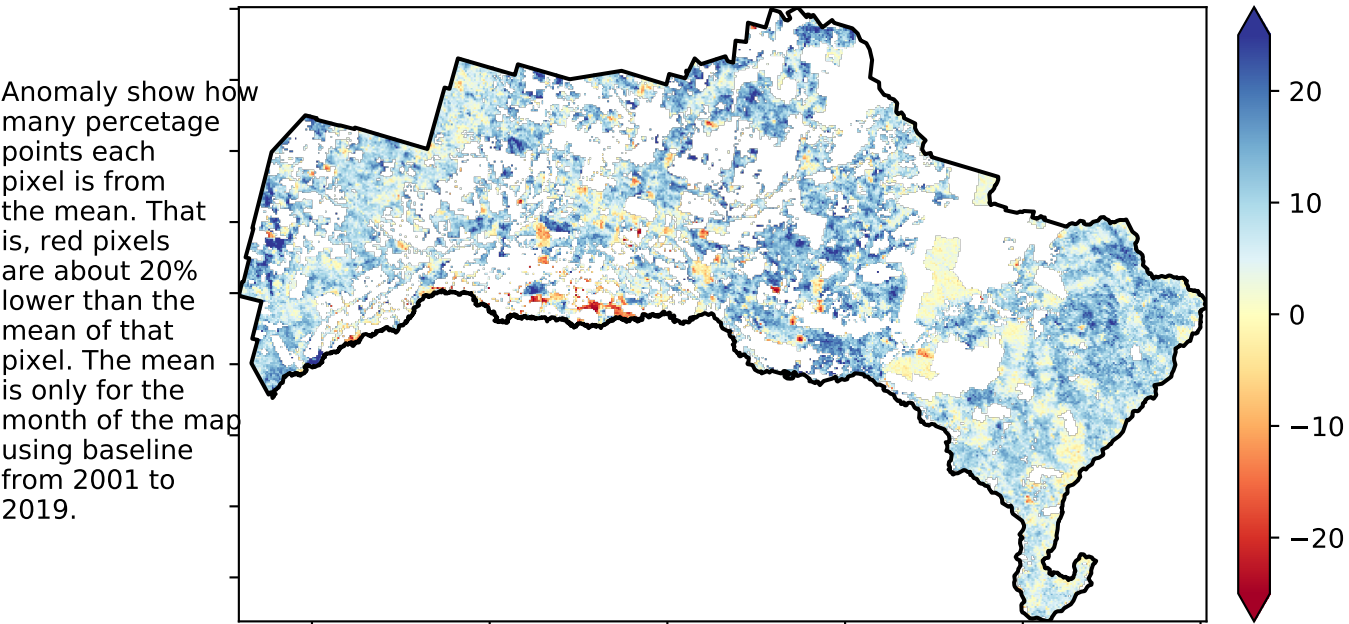 Anomaly show how
many percetage
points each
pixel is from
the mean. That
is, red pixels
are about 20%
lower than the
mean of that
pixel. The mean
is only for the
month of the map
using baseline
from 2001 to
2019.
20
10
0
−10
−20